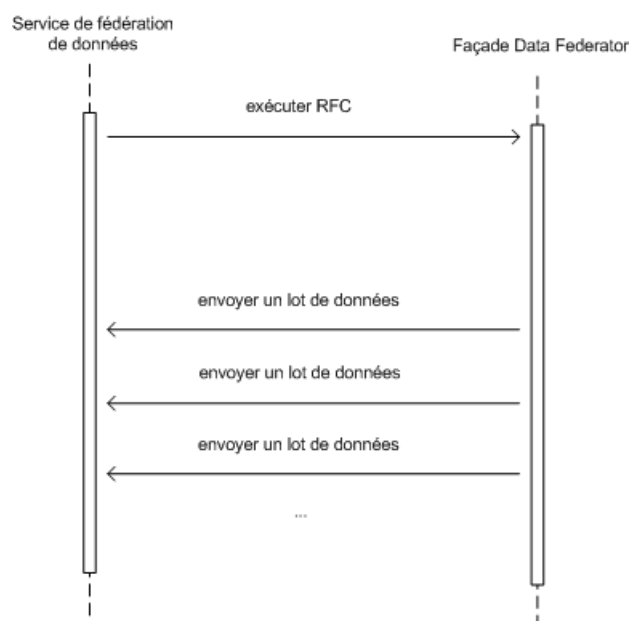 Service de fédération
de données
Façade Data Federator
exécuter RFC
envoyer un lot de données
envoyer un lot de données
envoyer un lot de données
...